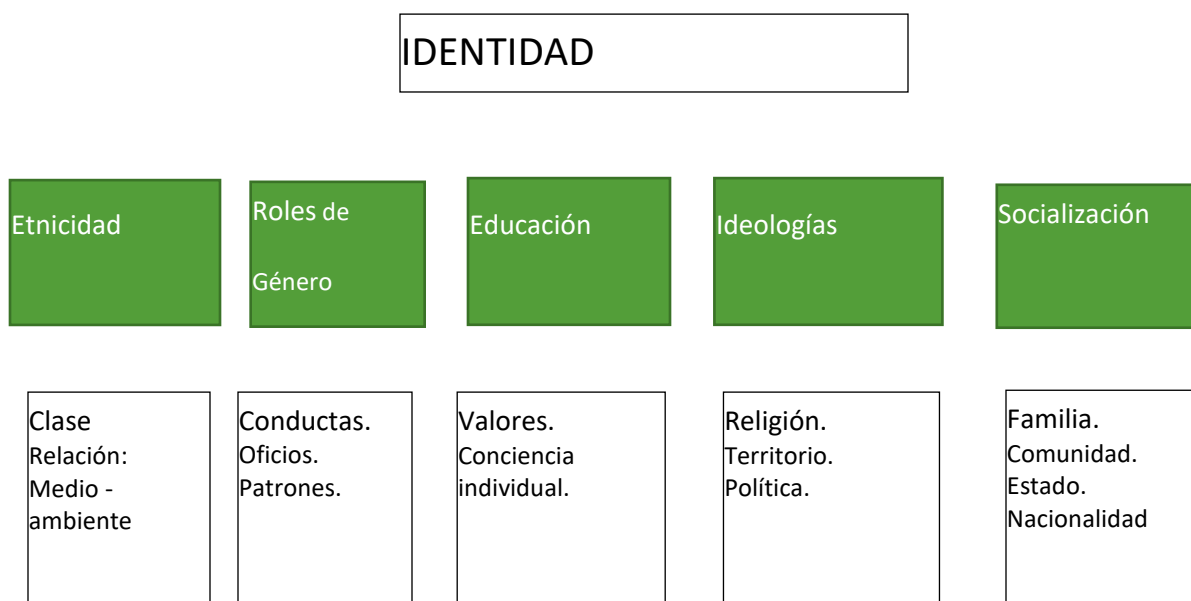 IDENTIDAD
Etnicidad
Roles de
Género
Educación
Ideologías
Socialización
Clase
Relación:
Medio -
ambiente
Conductas.
Oficios.
Patrones.
Valores.
Conciencia
individual.
Religión.
Territorio.
Política.
Familia.
Comunidad.
Estado.
Nacionalidad